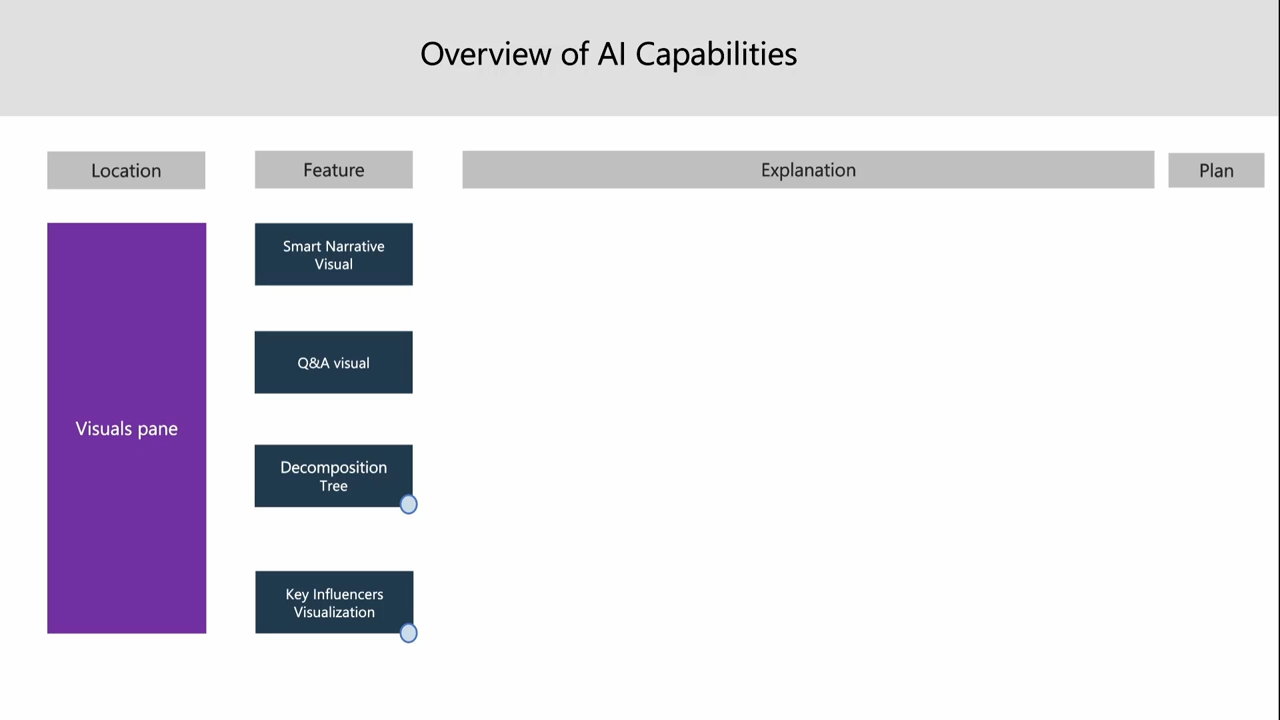 Overview of AI Capabilities
Location
Feature
Explanation
Plan
Visuals pane
Smart Narrative
Visual
Q&A visual
Decomposition
Tree
Key Influencers
Visualization